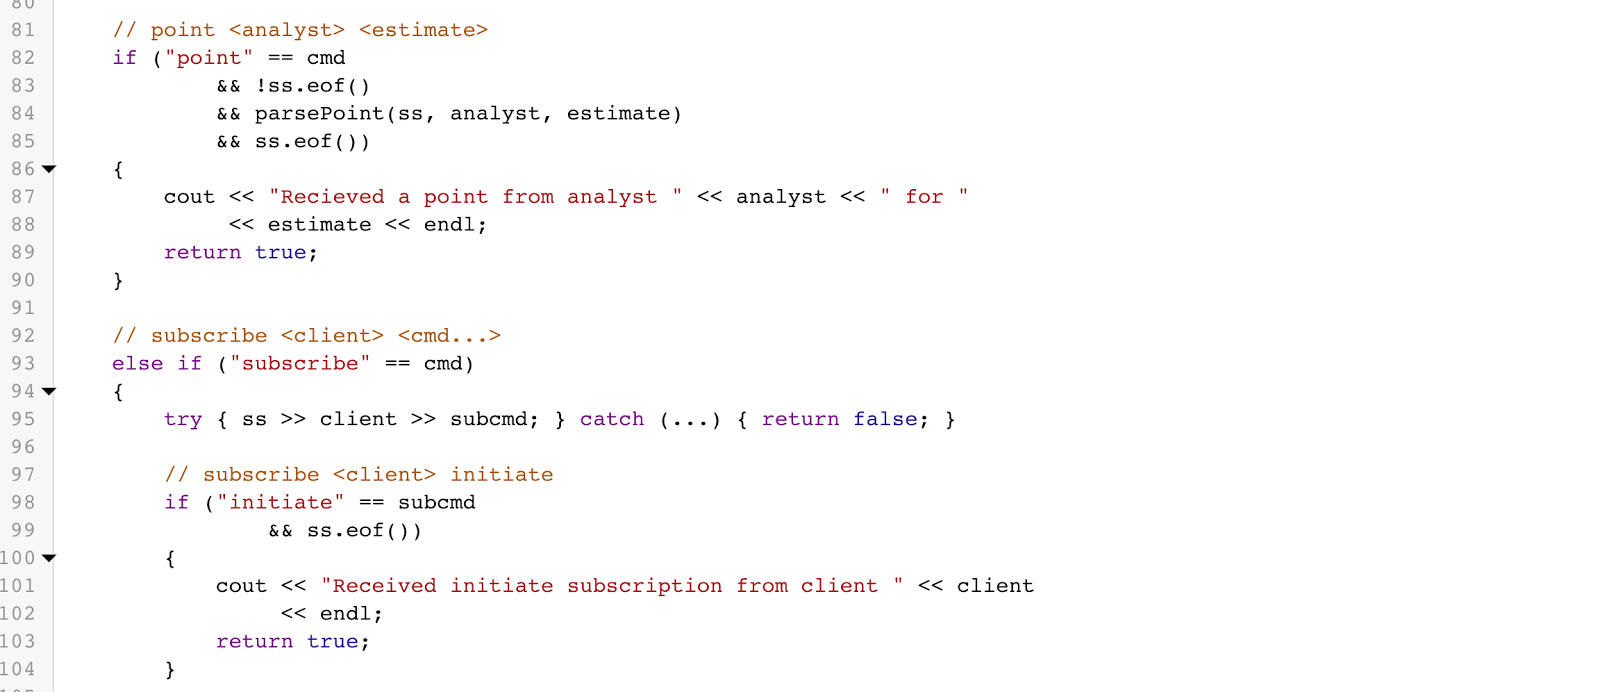 80
81 // point <analyst> <estimate>
82 if ("point" == cmd
83 && !ss.eof()
84 && parsePoint(ss, analyst, estimate)
85 && ss.eof())
86 {
87 cout << "Recieved a point from analyst " << analyst << " for "
88 << estimate << endl;
89 return true;
90 }
91
92 // subscribe <client> <cmd...>
93 else if ("subscribe" == cmd)
94 {
95 try { ss >> client >> subcmd; } catch (...) { return false; }
96
97 // subscribe <client> initiate
98 if ("initiate" == subcmd
99 && ss.eof())
100 {
101 cout << "Received initiate subscription from client " << client
102 << endl;
103 return true;
104 }